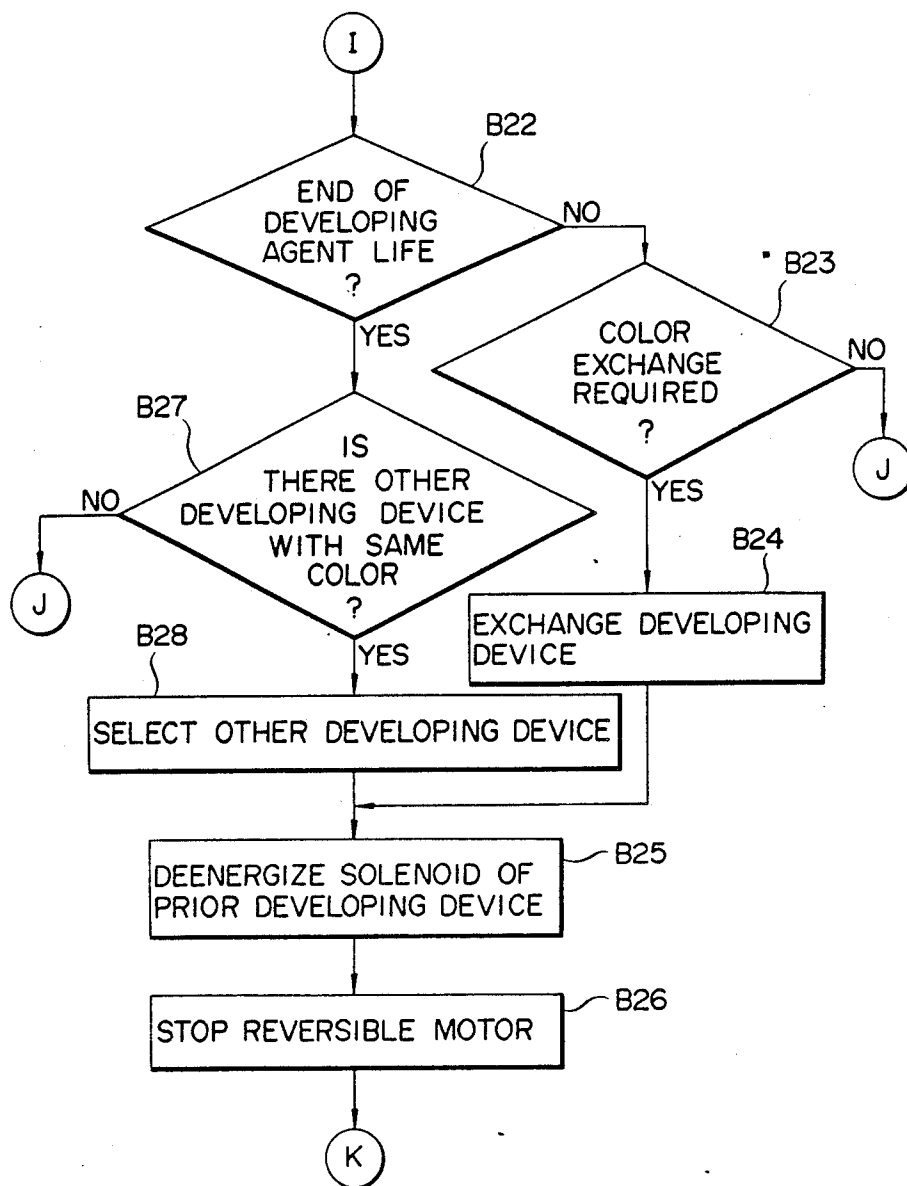 I
B22
END OF
DEVELOPING
AGENT LIFE
?
NO
YES
B23
COLOR
EXCHANGE
REQUIRED
?
NO
J
YES
B27
IS
THERE OTHER
DEVELOPING DEVICE
WITH SAME
COLOR
?
NO
J
YES
B24
EXCHANGE DEVELOPING
DEVICE
B28
SELECT OTHER DEVELOPING DEVICE
B25
DEENERGIZE SOLENOID OF
PRIOR DEVELOPING DEVICE
B26
STOP REVERSIBLE MOTOR
K